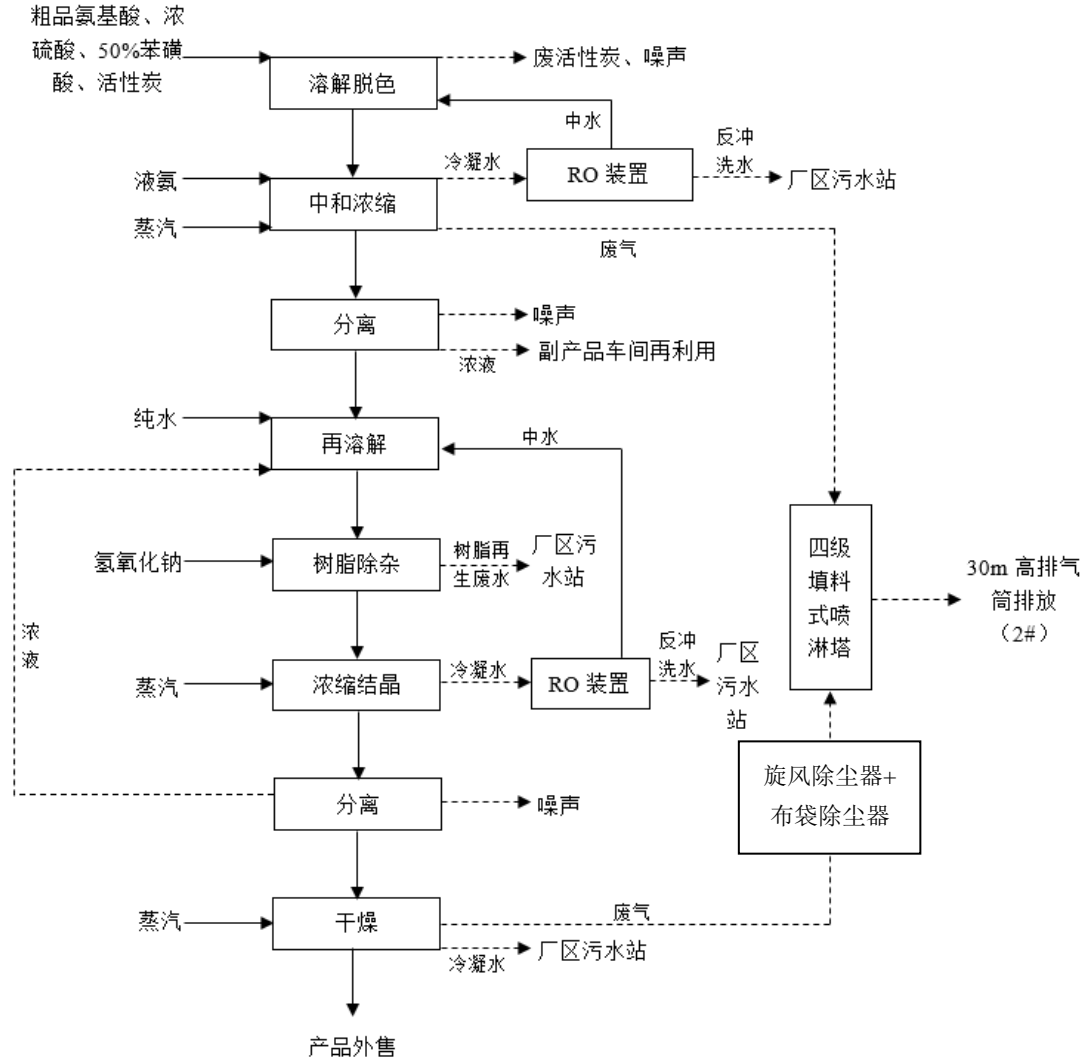 粗品氨基酸、浓
硫酸、50%苯磺
酸、活性炭
溶解脱色
废活性炭、噪声
中水
反冲
洗水
冷凝水
RO 装置
厂区污水站
液氨
中和浓缩
蒸汽
废气
噪声
分离
浓液
副产品车间再利用
纯水
再溶解
中水
四级
填料
式喷
淋塔
30m 高排气
筒排放
（2#）
氢氧化钠
树脂除杂
树脂再
生废水
厂区污
水站
浓
液
反冲
洗水
厂区
污水
站
蒸汽
浓缩结晶
冷凝水
RO 装置
旋风除尘器+
布袋除尘器
分离
噪声
蒸汽
干燥
废气
冷凝水
厂区污水站
产品外售